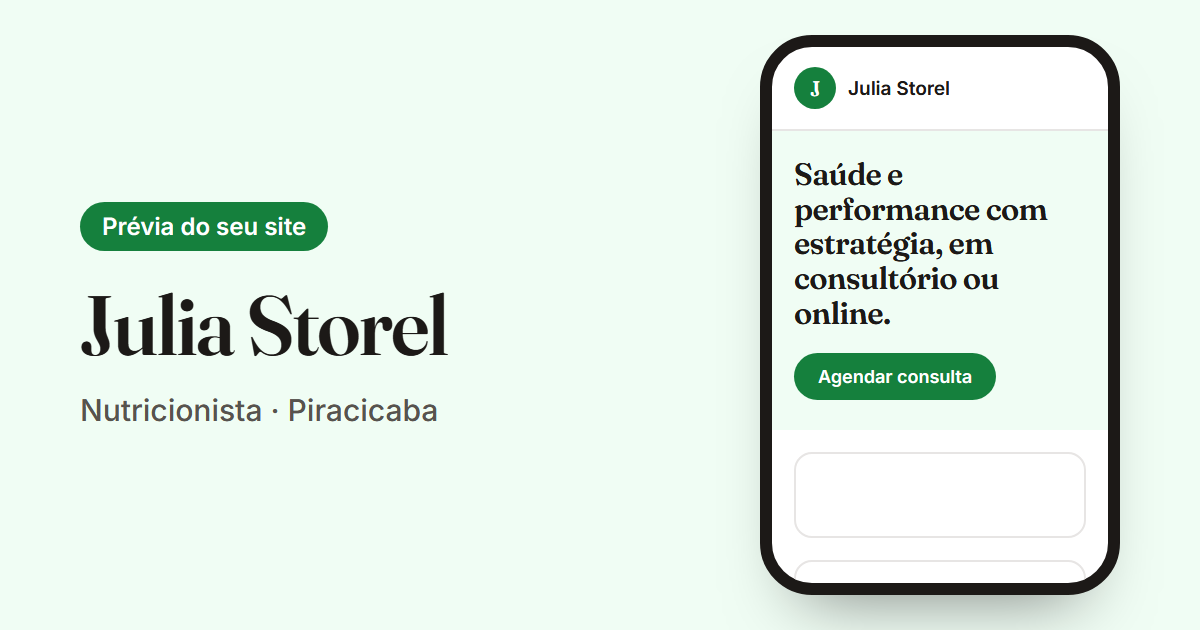 Prévia do seu site
Julia Storel
Nutricionista · Piracicaba
J
Julia Storel
Saúde e
performance com
estratégia, em
consultório ou
online.
Agendar consulta